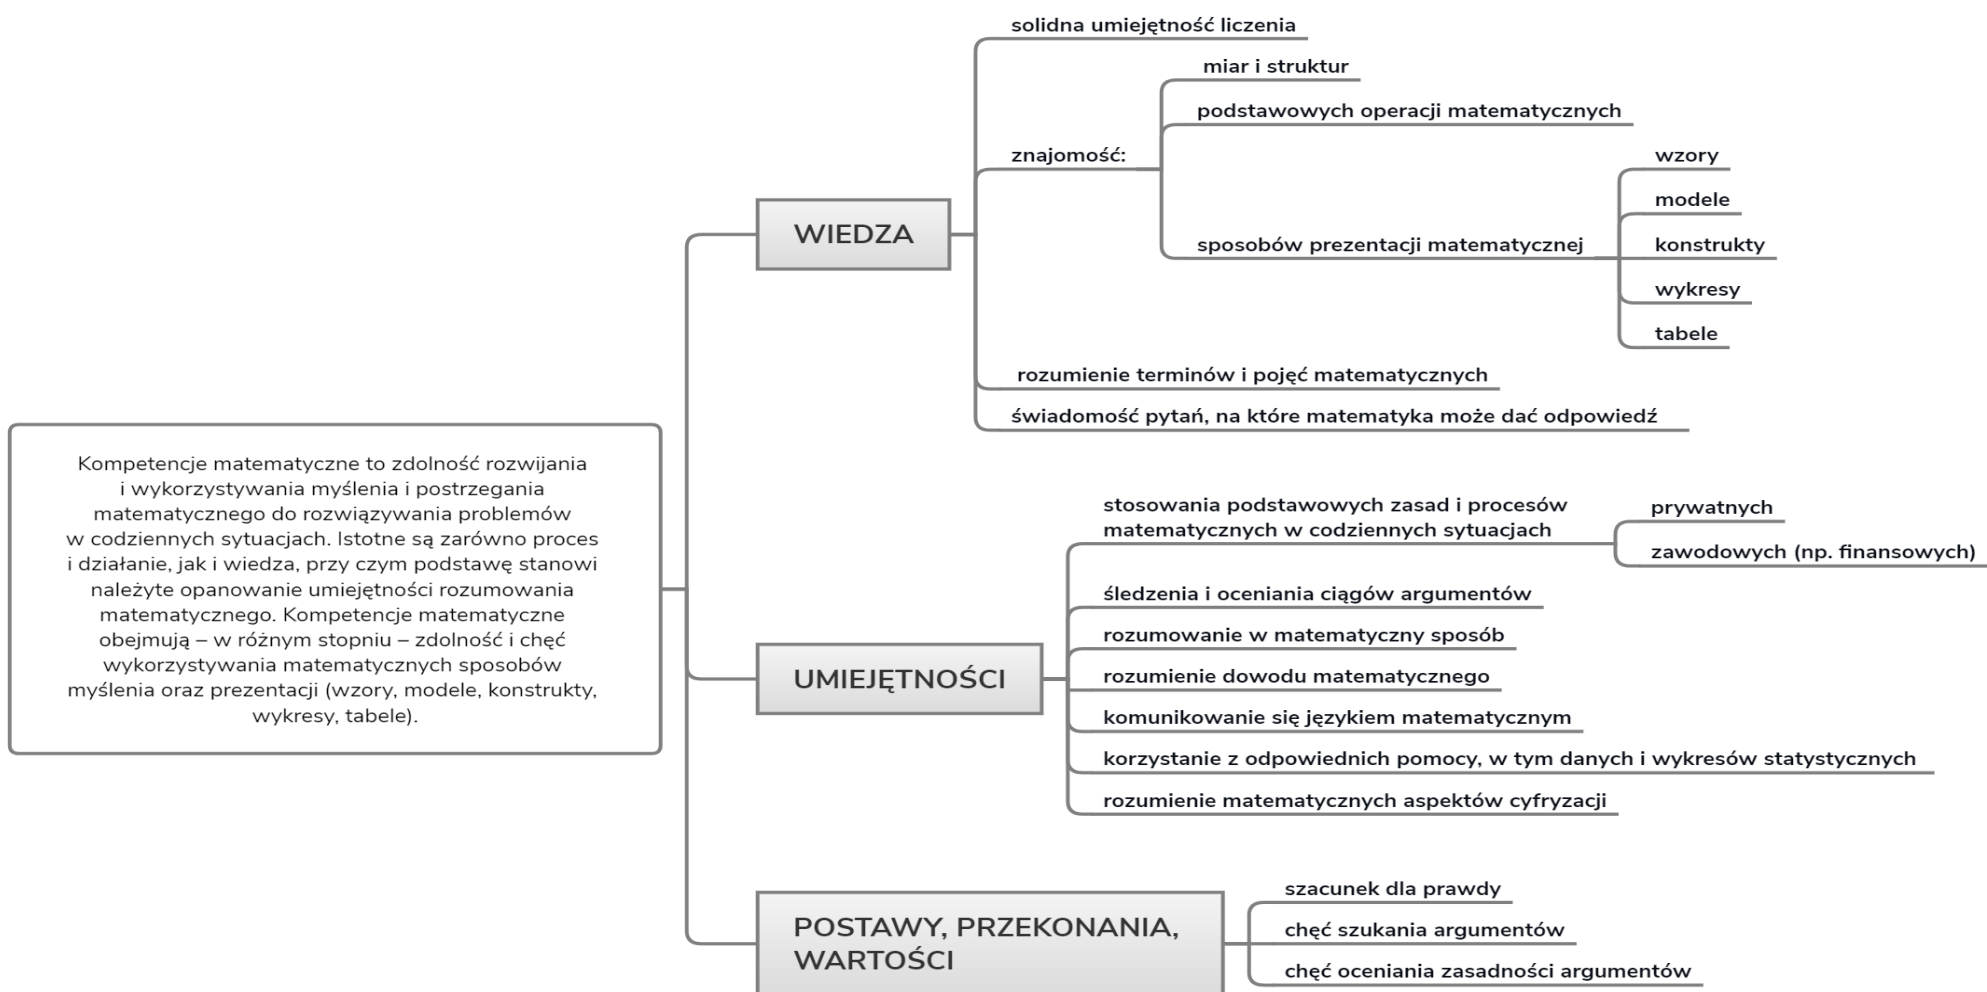 Kompetencje matematyczne to zdolność rozwijania
i wykorzystywania myślenia i postrzegania
matematycznego do rozwiązywania problemów
w codziennych sytuacjach. Istotne są zarówno proces
i działanie, jak i wiedza, przy czym podstawę stanowi
należyte opanowanie umiejętności rozumowania
matematycznego. Kompetencje matematyczne
obejmują – w różnym stopniu – zdolność i chęć
wykorzystywania matematycznych sposobów
myślenia oraz prezentacji (wzory, modele, konstrukty,
wykresy, tabele).
WIEDZA
solidna umiejętność liczenia
znajomość:
miar i struktur
podstawowych operacji matematycznych
sposobów prezentacji matematycznej
wzory
modele
konstrukty
wykresy
tabele
rozumienie terminów i pojęć matematycznych
świadomość pytań, na które matematyka może dać odpowiedź
UMIEJĘTNOŚCI
stosowania podstawowych zasad i procesów
matematycznych w codziennych sytuacjach
prywatnych
zawodowych (np. finansowych)
śledzenia i oceniania ciągów argumentów
rozumowanie w matematyczny sposób
rozumienie dowodu matematycznego
komunikowanie się językiem matematycznym
korzystanie z odpowiednich pomocy, w tym danych i wykresów statystycznych
rozumienie matematycznych aspektów cyfryzacji
POSTAWY, PRZEKONANIA,
WARTOŚCI
szacunek dla prawdy
chęć szukania argumentów
chęć oceniania zasadności argumentów